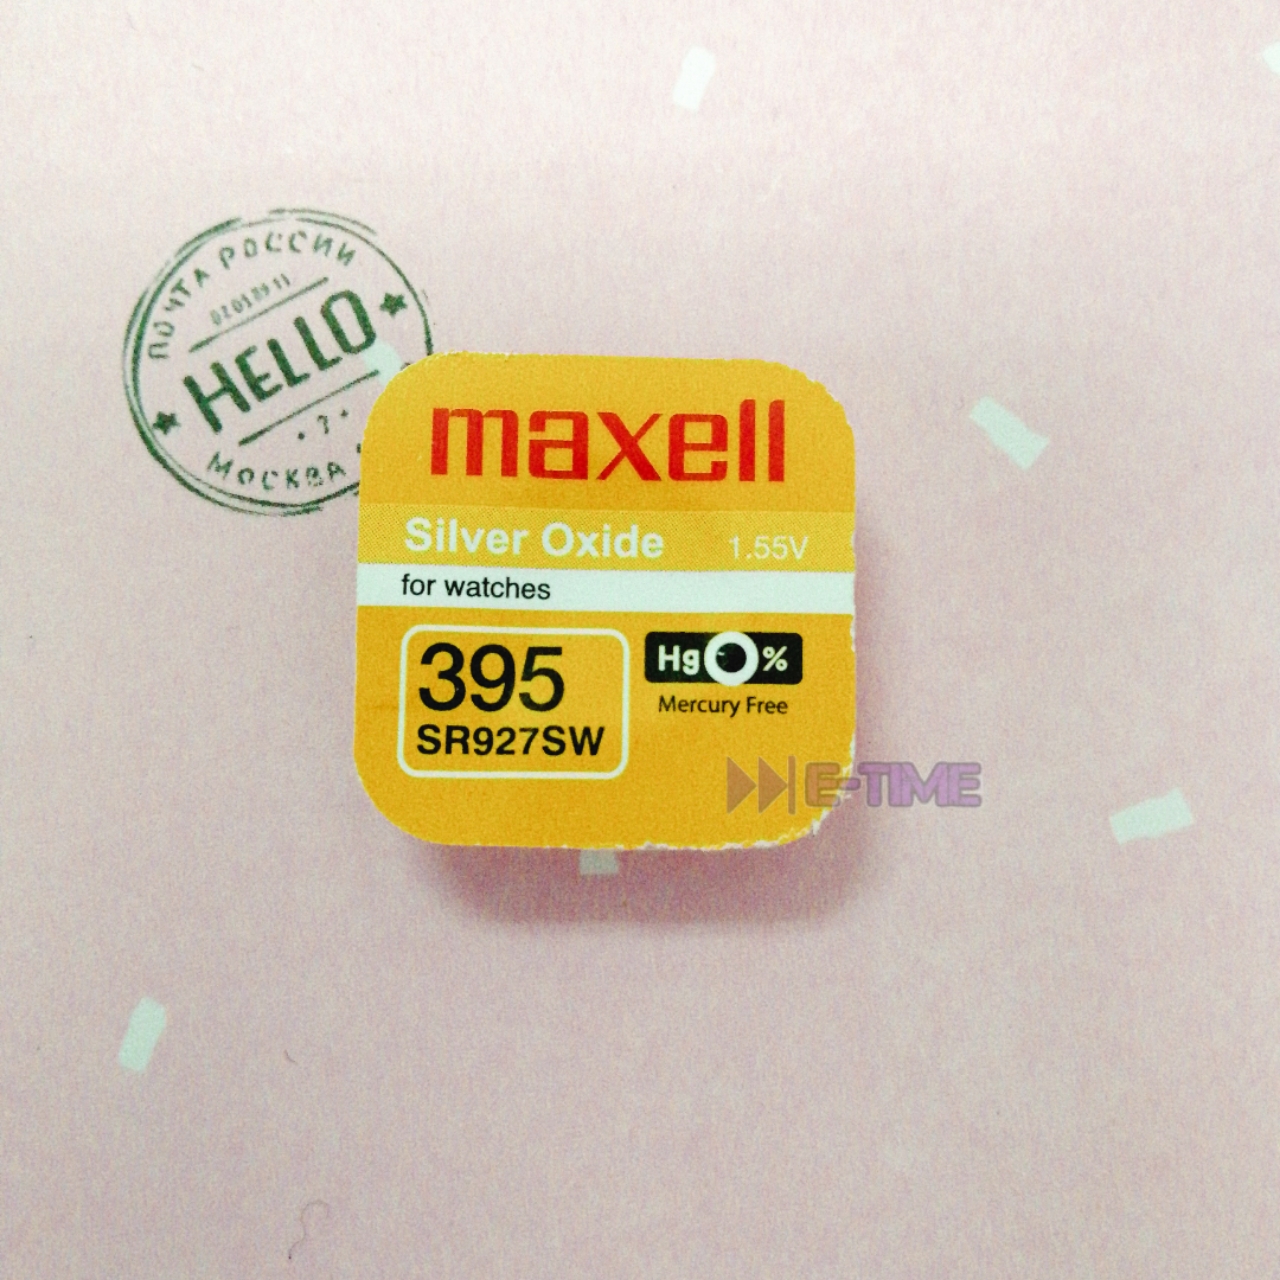 ПОЧТА РОССИИ
HELLO
МОСКВА
maxell
Silver Oxide 1.55V
for watches
395
SR927SW
Hg0%
Mercury Free
E-TIME